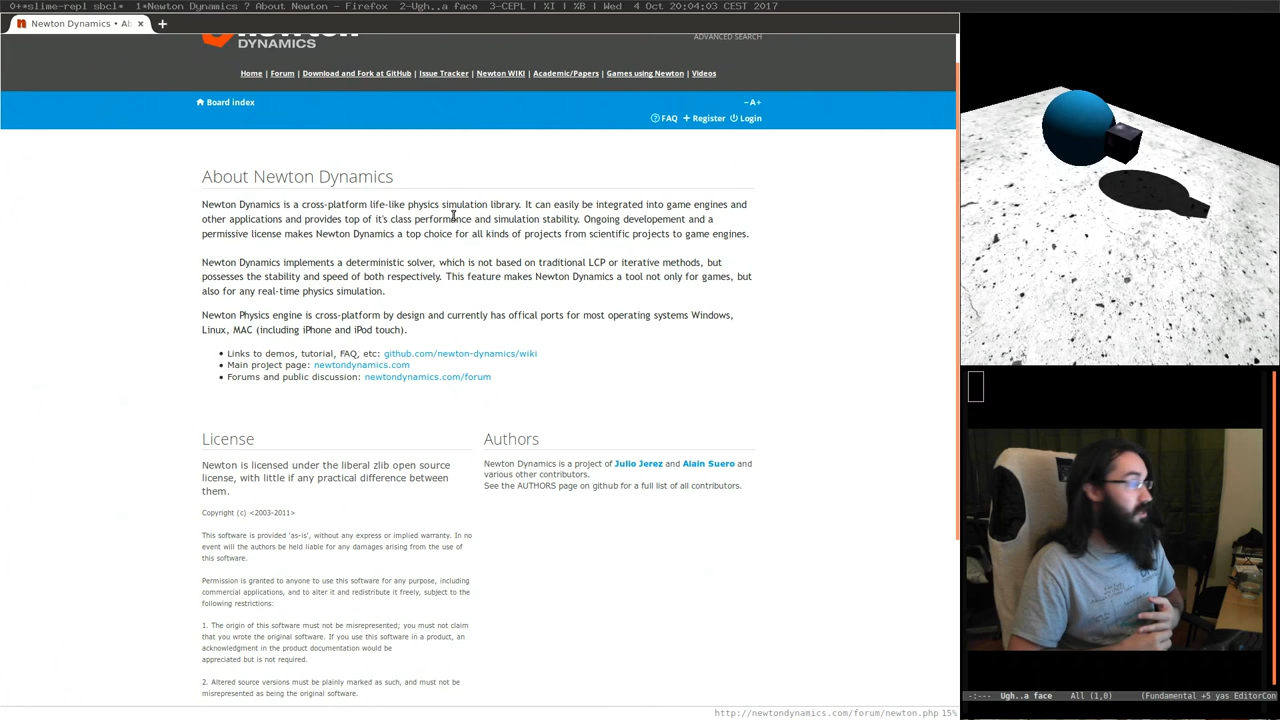 0+*slime-repl sbcl* 1*Newton Dynamics ? About Newton - Firefox 2-Ugh..a face 3-CEPL | %I | %B | Wed 4 Oct 20:04:03 CEST 2017
Newton Dynamics • Ab × +
newton
DYNAMICS
ADVANCED SEARCH
Home | Forum | Download and Fork at GitHub | Issue Tracker | Newton WIKI | Academic/Papers | Games using Newton | Videos
Board index
−A+
FAQ Register Login
About Newton Dynamics
Newton Dynamics is a cross-platform life-like physics simulation library. It can easily be integrated into game engines and
other applications and provides top of it's class performance and simulation stability. Ongoing developement and a
permissive license makes Newton Dynamics a top choice for all kinds of projects from scientific projects to game engines.
Newton Dynamics implements a deterministic solver, which is not based on traditional LCP or iterative methods, but
possesses the stability and speed of both respectively. This feature makes Newton Dynamics a tool not only for games, but
also for any real-time physics simulation.
Newton Physics engine is cross-platform by design and currently has offical ports for most operating systems Windows,
Linux, MAC (including iPhone and iPod touch).
• Links to demos, tutorial, FAQ, etc: github.com/newton-dynamics/wiki
• Main project page: newtondynamics.com
• Forums and public discussion: newtondynamics.com/forum
License
Newton is licensed under the liberal zlib open source
license, with little if any practical difference between
them.
Copyright (c) <2003-2011>
This software is provided 'as-is', without any express or implied warranty. In no
event will the authors be held liable for any damages arising from the use of
this software.
Permission is granted to anyone to use this software for any purpose, including
commercial applications, and to alter it and redistribute it freely, subject to the
following restrictions:
1. The origin of this software must not be misrepresented; you must not claim
that you wrote the original software. If you use this software in a product, an
acknowledgment in the product documentation would be
appreciated but is not required.
2. Altered source versions must be plainly marked as such, and must not be
misrepresented as being the original software.
Authors
Newton Dynamics is a project of Julio Jerez and Alain Suero and
various other contributors.
See the AUTHORS page on github for a full list of all contributors.
http://newtondynamics.com/forum/newton.php 15%
-:--- Ugh..a face All (1,0) (Fundamental +5 yas EditorCon